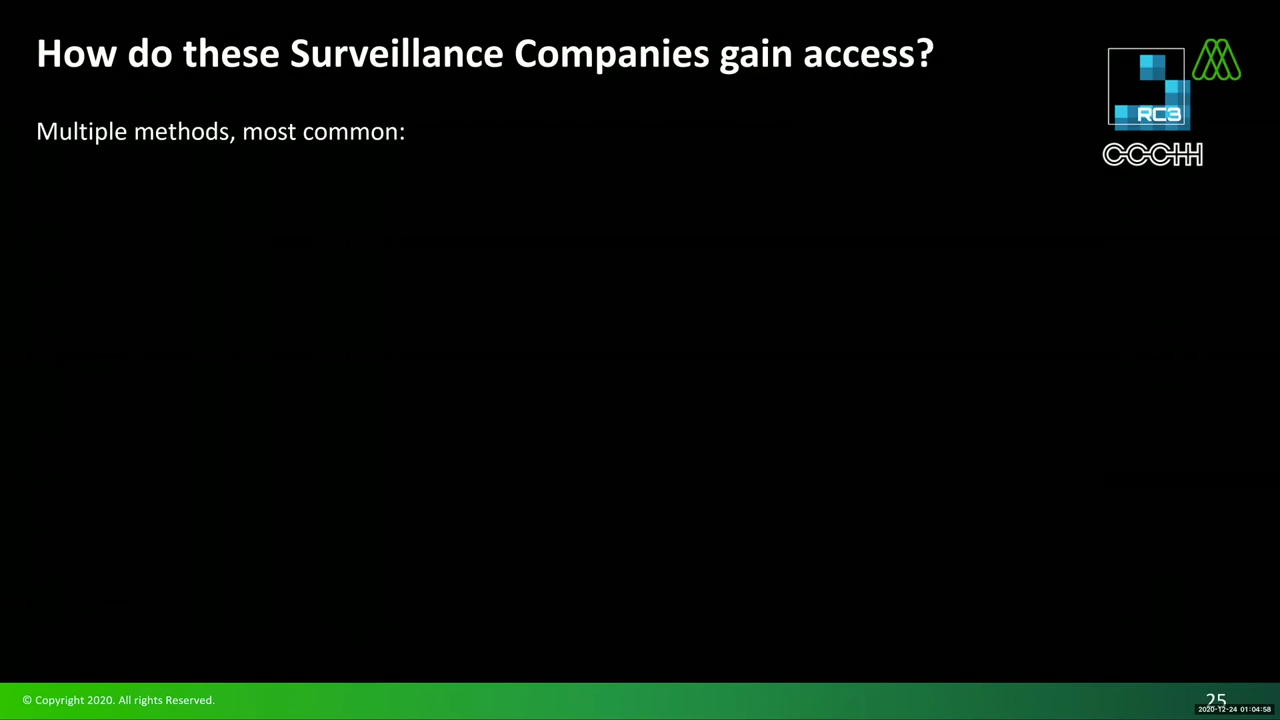 How do these Surveillance Companies gain access?
RC3
CCCHH
Multiple methods, most common:
© Copyright 2020. All rights Reserved.
25
2020-12-24 01:04:58